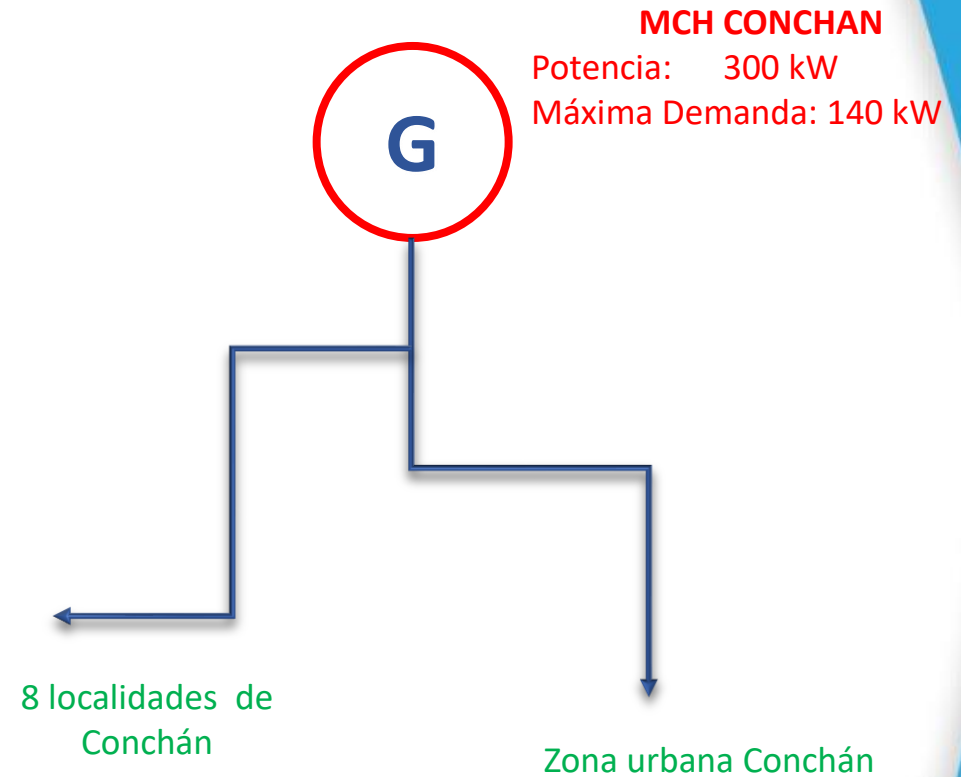 MCH CONCHAN
Potencia: 300 kW
Máxima Demanda: 140 kW
G
8 localidades de
Conchán
Zona urbana Conchán